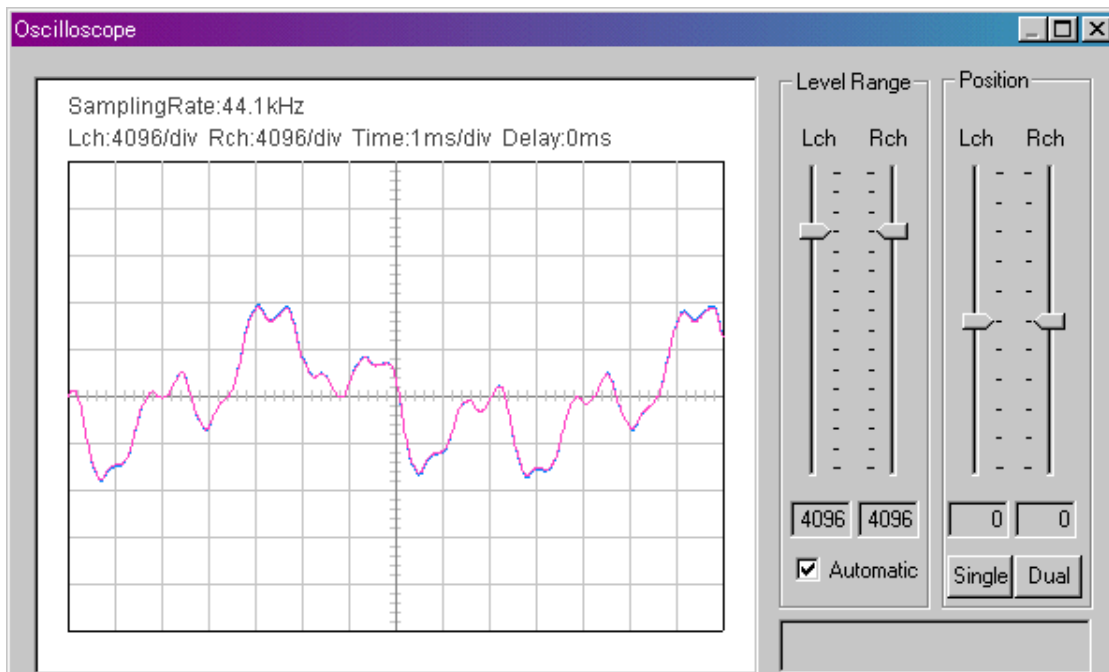 Oscilloscope
SamplingRate:44.1kHz
Lch:4096/div Rch:4096/div Time:1ms/div Delay:0ms
Level Range
Lch Rch
4096 4096
Automatic
Position
Lch Rch
0 0
Single Dual